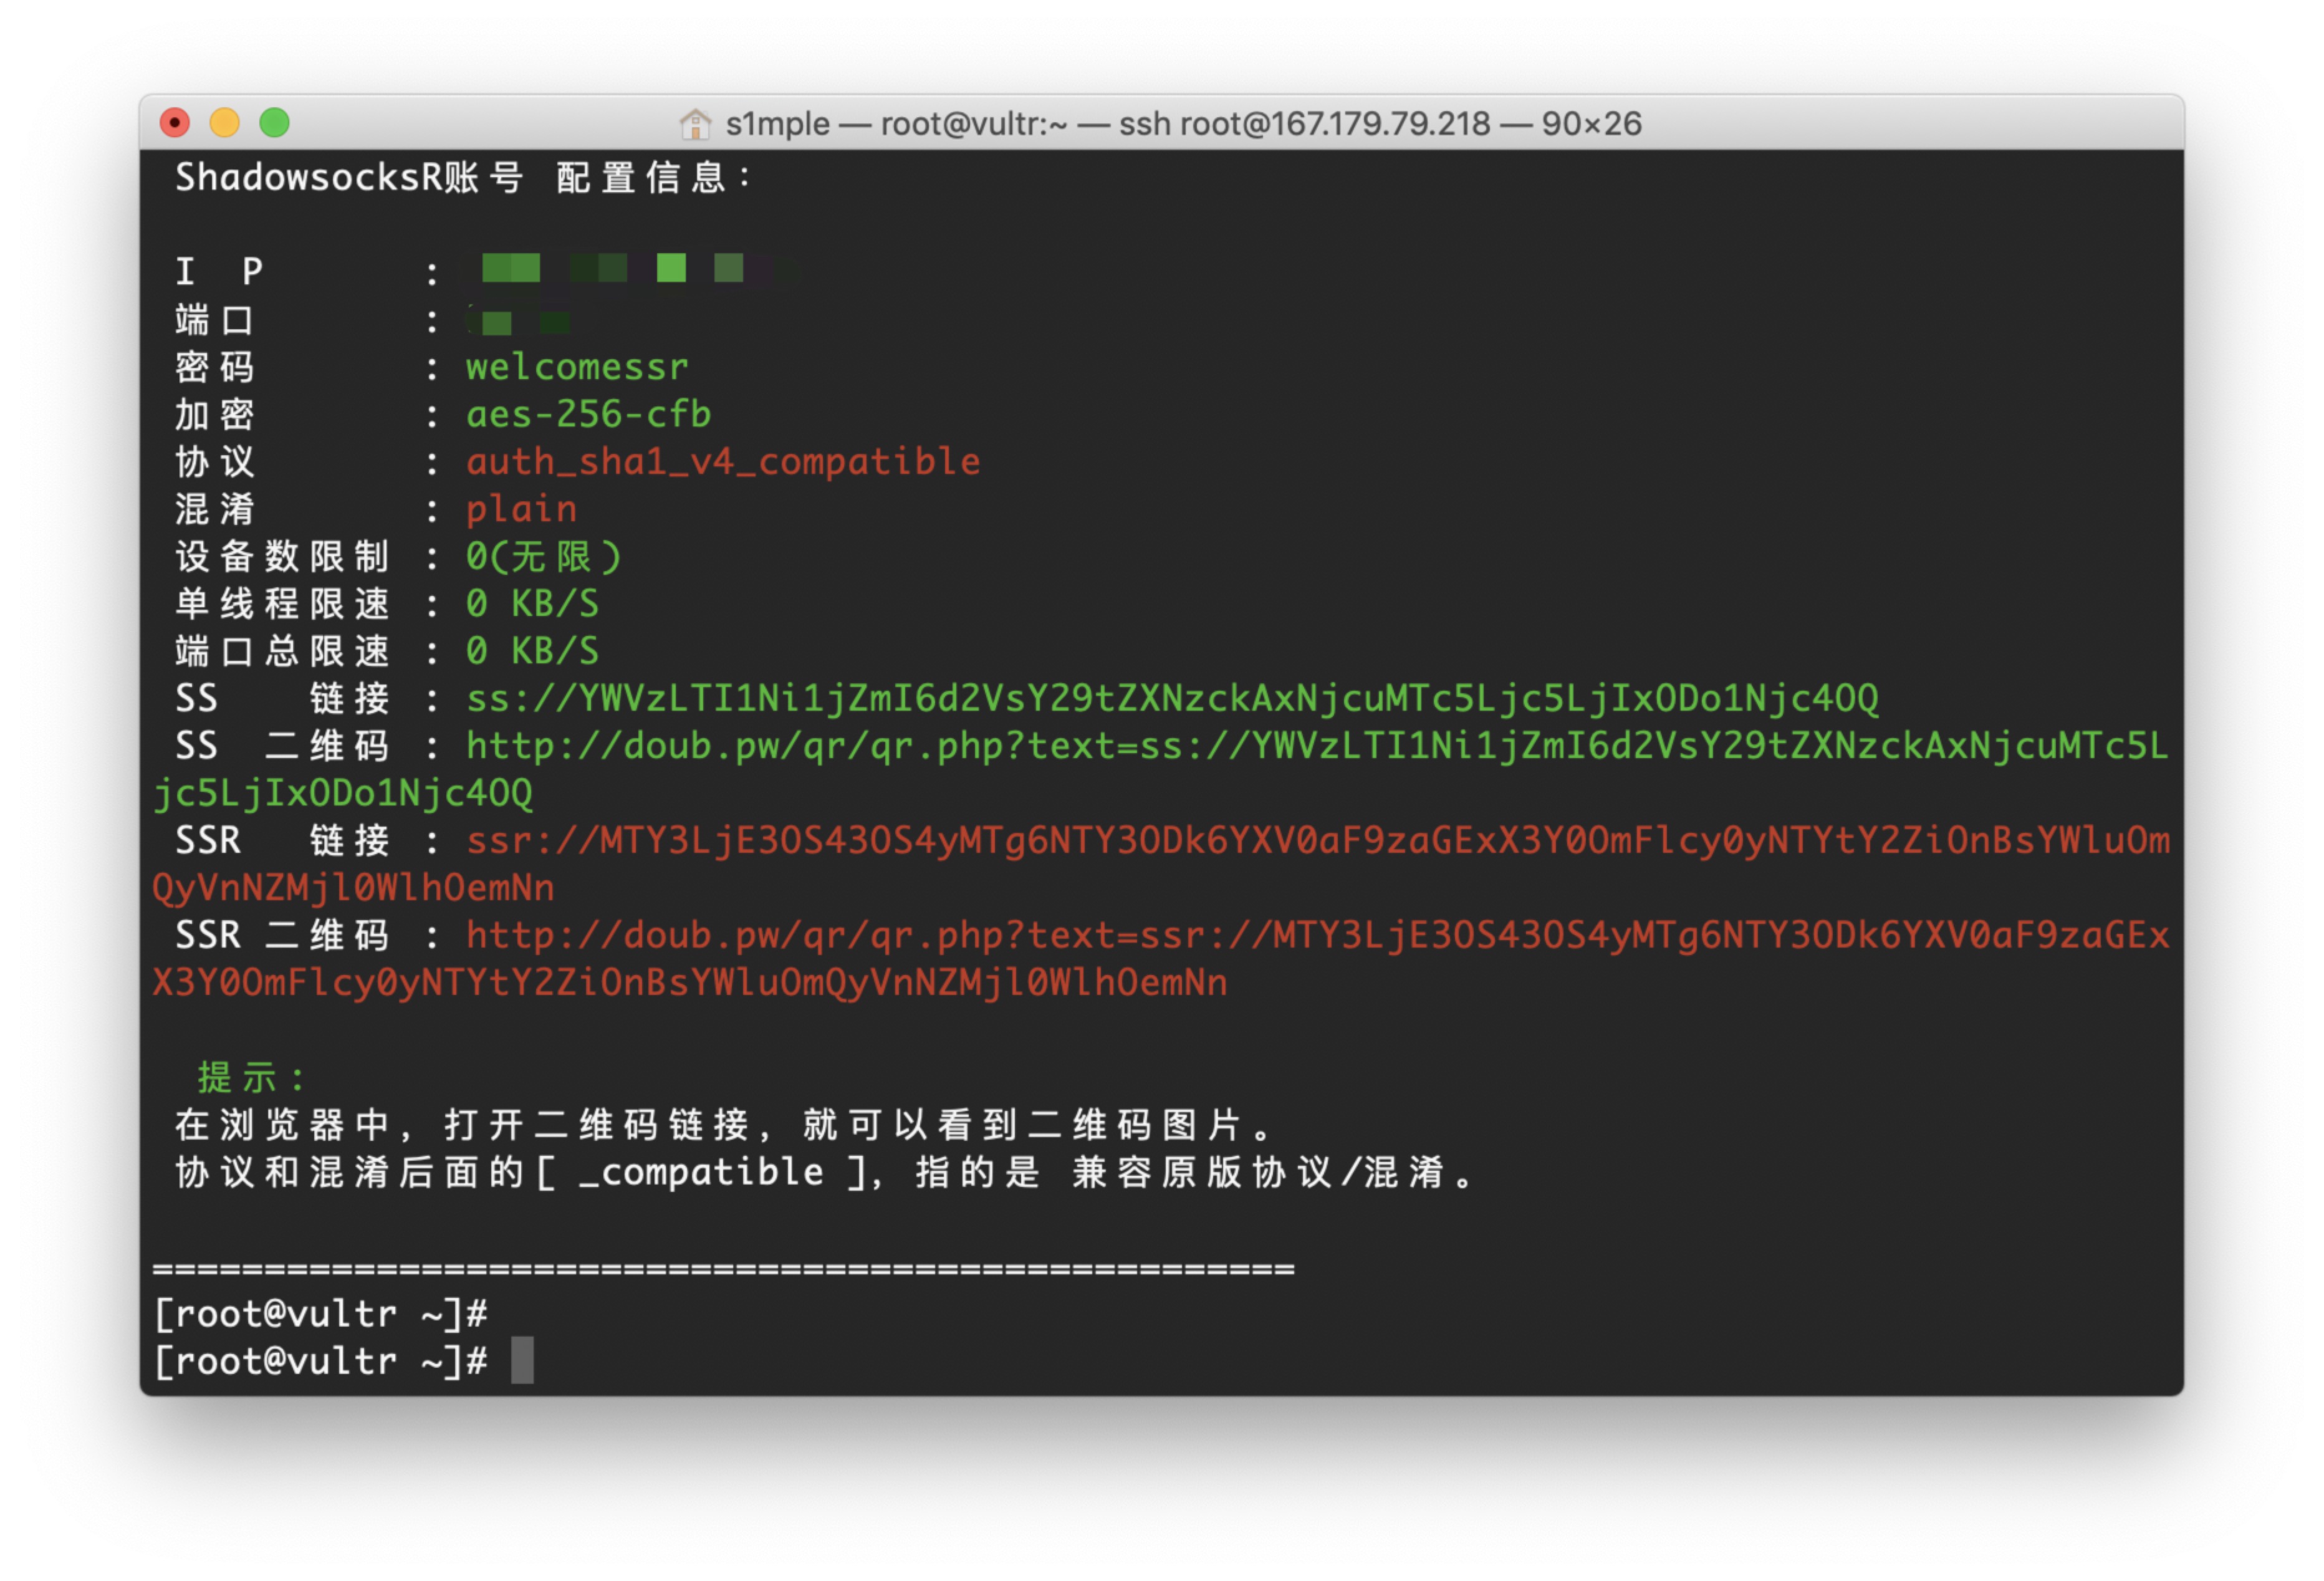 s1mple — root@vultr:~ — ssh root@167.179.79.218 — 90×26
ShadowsocksR账号 配置信息：
I  P :
端口 :
密码 : welcomessr
加密 : aes-256-cfb
协议 : auth_sha1_v4_compatible
混淆 : plain
设备数限制 : 0(无限)
单线程限速 : 0 KB/S
端口总限速 : 0 KB/S
SS 链接 : ss://YWVzLTI1Ni1jZmI6d2VsY29tZXNzckAxNjcuMTc5Ljc5LjIxODo1Njc4OQ
SS 二维码 : http://doub.pw/qr/qr.php?text=ss://YWVzLTI1Ni1jZmI6d2VsY29tZXNzckAxNjcuMTc5L
jc5LjIxODo1Njc4OQ
SSR 链接 : ssr://MTY3LjE3OS43OS4yMTg6NTY3ODk6YXV0aF9zaGExX3Y0OmFlcy0yNTYtY2ZiOnBsYWluOm
QyVnNZMjl0WlhOemNn
SSR 二维码 : http://doub.pw/qr/qr.php?text=ssr://MTY3LjE3OS43OS4yMTg6NTY3ODk6YXV0aF9zaGEx
X3Y0OmFlcy0yNTYtY2ZiOnBsYWluOmQyVnNZMjl0WlhOemNn
提示：
在浏览器中，打开二维码链接，就可以看到二维码图片。
协议和混淆后面的[ _compatible ]，指的是 兼容原版协议/混淆。
===================================================
[root@vultr ~]#
[root@vultr ~]#